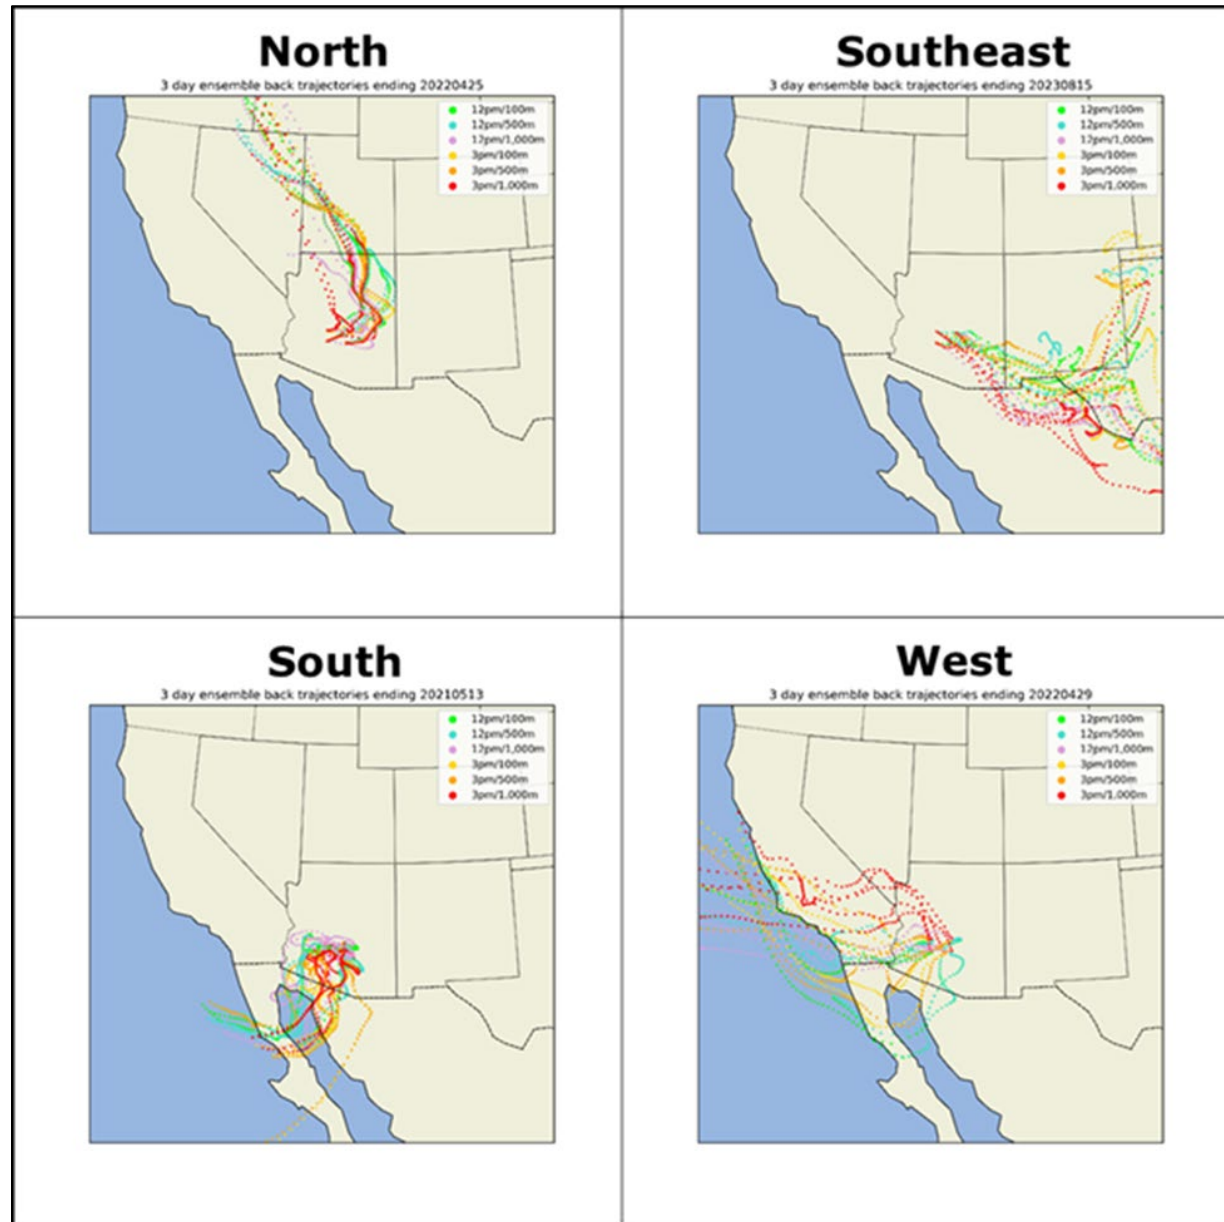 North
3 day ensemble back trajectories ending 20220425
12pm/100m
12pm/500m
12pm/1,000m
3pm/100m
3pm/500m
3pm/1,000m
Southeast
3 day ensemble back trajectories ending 20230815
12pm/100m
12pm/500m
12pm/1,000m
3pm/100m
3pm/500m
3pm/1,000m
South
3 day ensemble back trajectories ending 20210513
12pm/100m
12pm/500m
12pm/1,000m
3pm/100m
3pm/500m
3pm/1,000m
West
3 day ensemble back trajectories ending 20220429
12pm/100m
12pm/500m
12pm/1,000m
3pm/100m
3pm/500m
3pm/1,000m